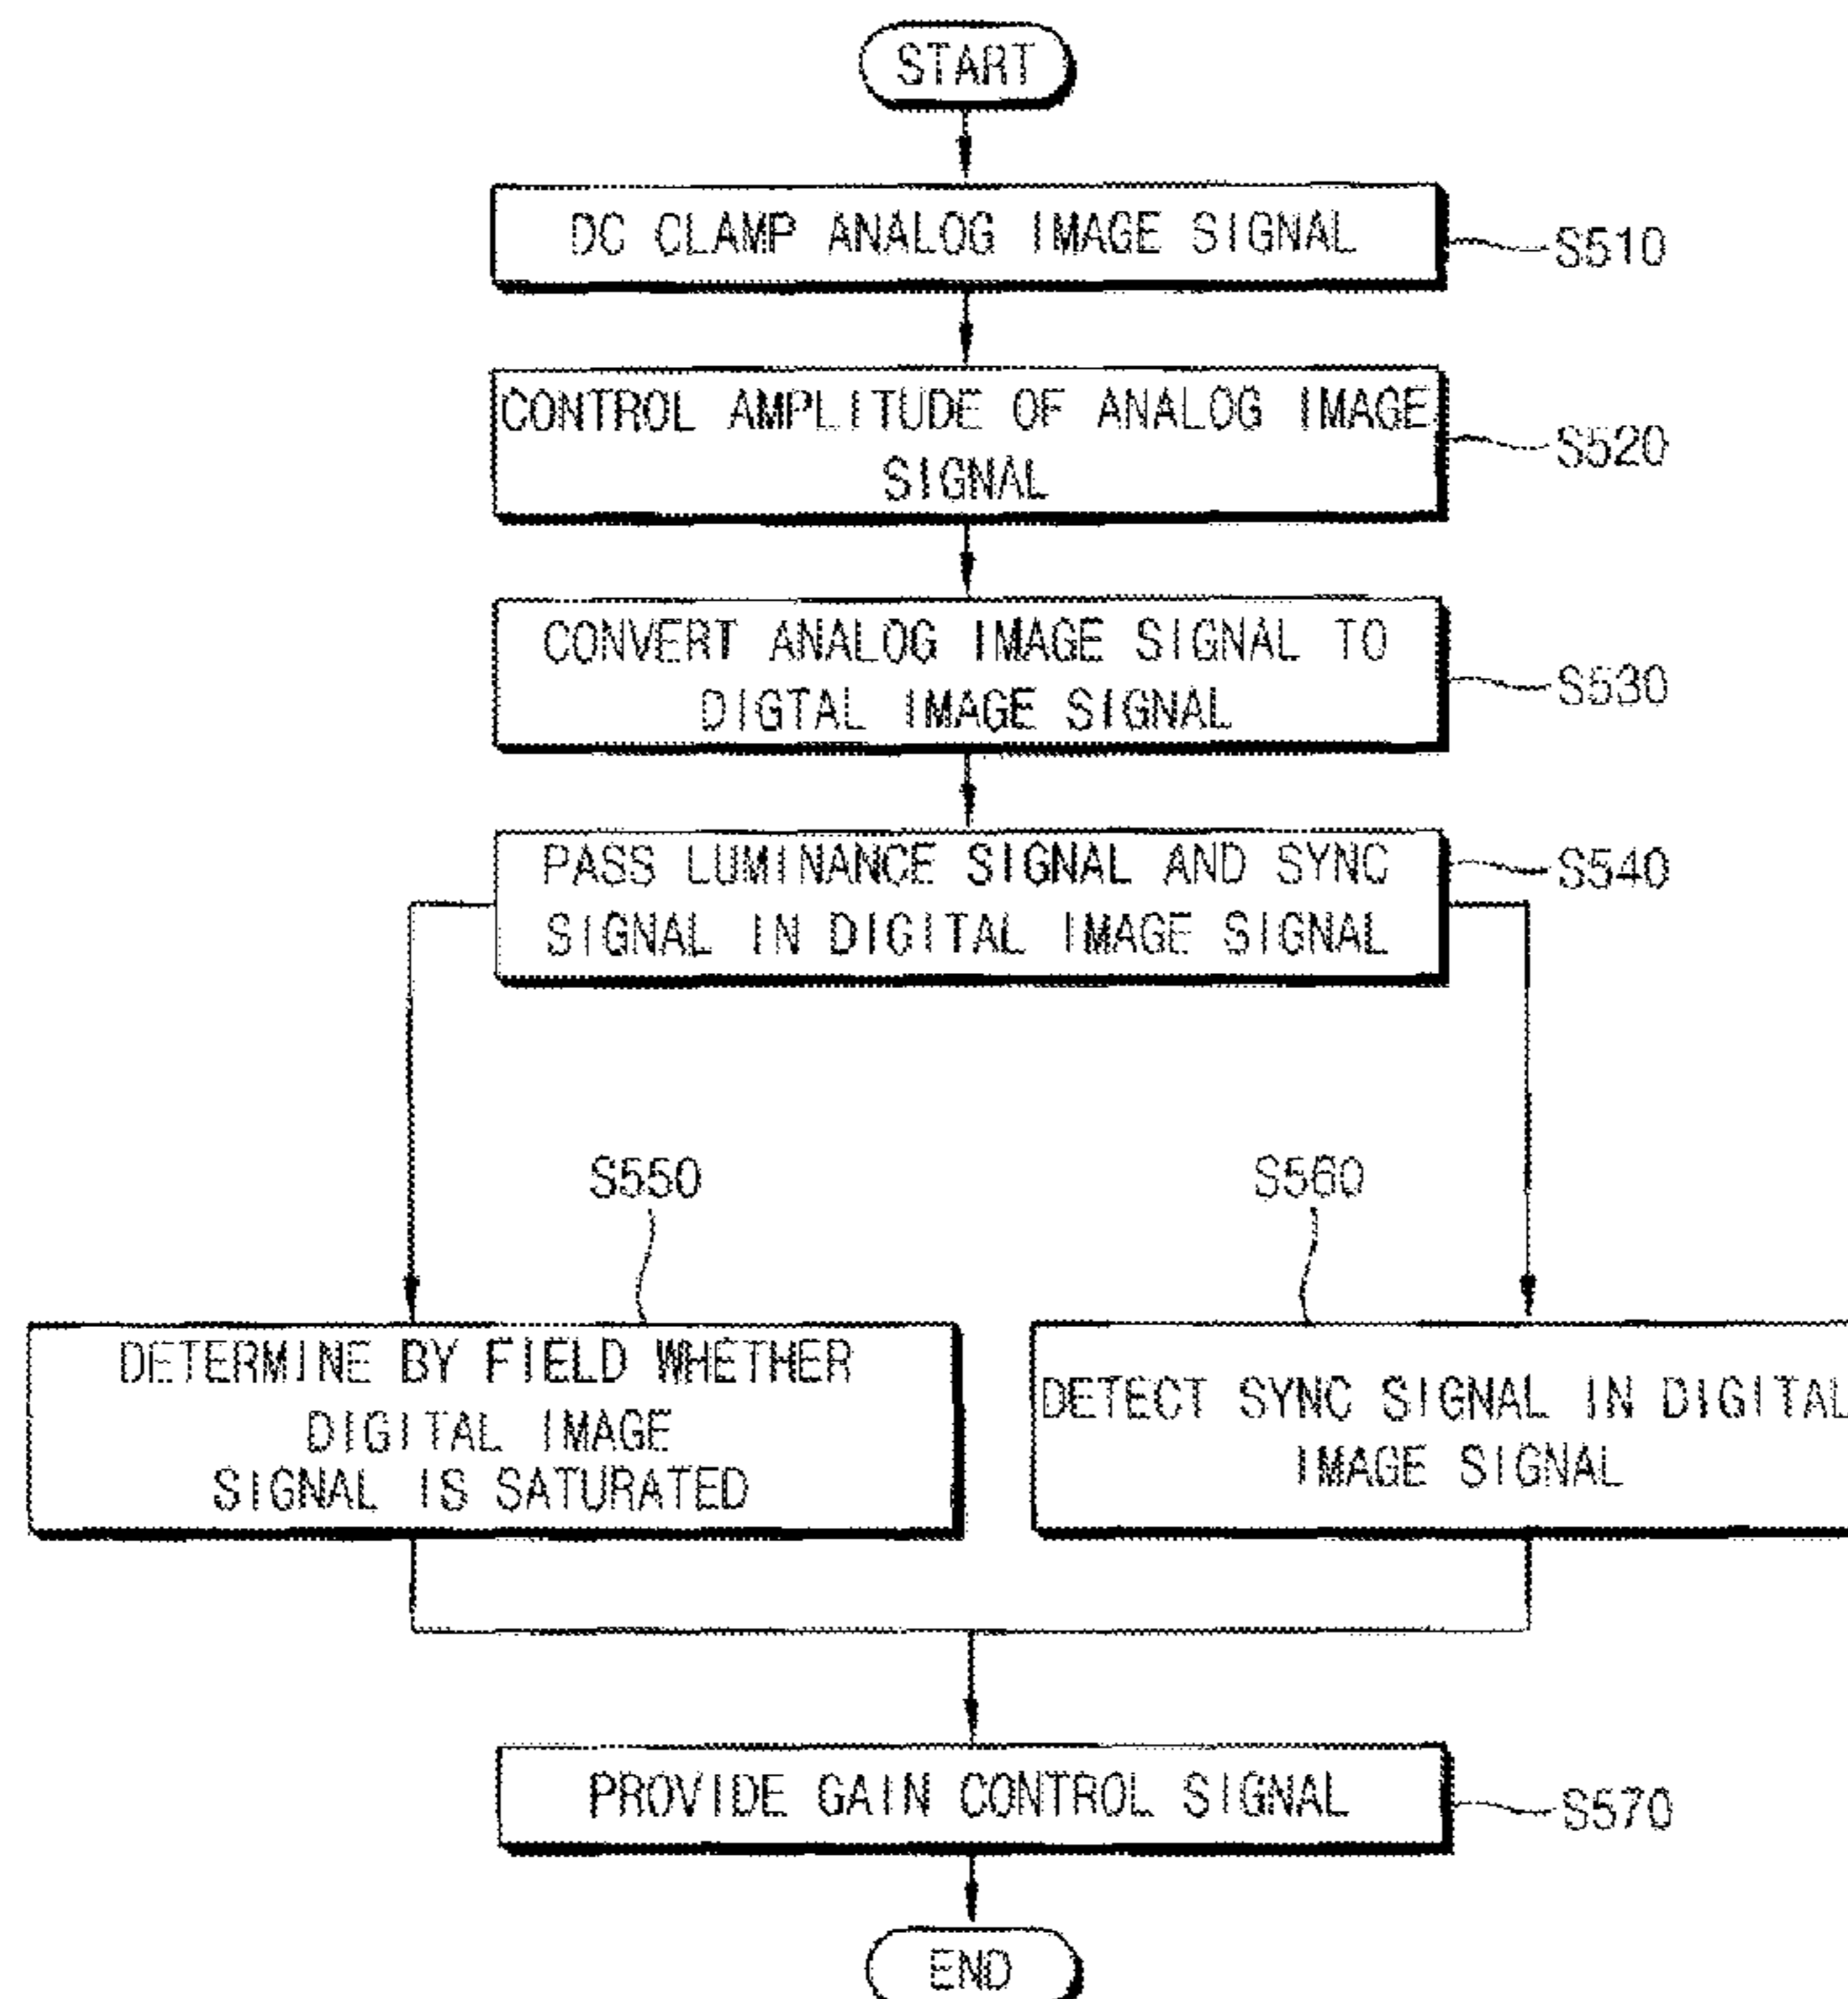 START
DC CLAMP ANALOG IMAGE SIGNAL
S510
CONTROL AMPLITUDE OF ANALOG IMAGE
SIGNAL
S520
CONVERT ANALOG IMAGE SIGNAL TO
DIGTAL IMAGE SIGNAL
S530
PASS LUMINANCE SIGNAL AND SYNC
SIGNAL IN DIGITAL IMAGE SIGNAL
S540
S550
S560
DETERMINE BY FIELD WHETHER
DIGITAL IMAGE
SIGNAL IS SATURATED
DETECT SYNC SIGNAL IN DIGITAL
IMAGE SIGNAL
PROVIDE GAIN CONTROL SIGNAL
S570
END